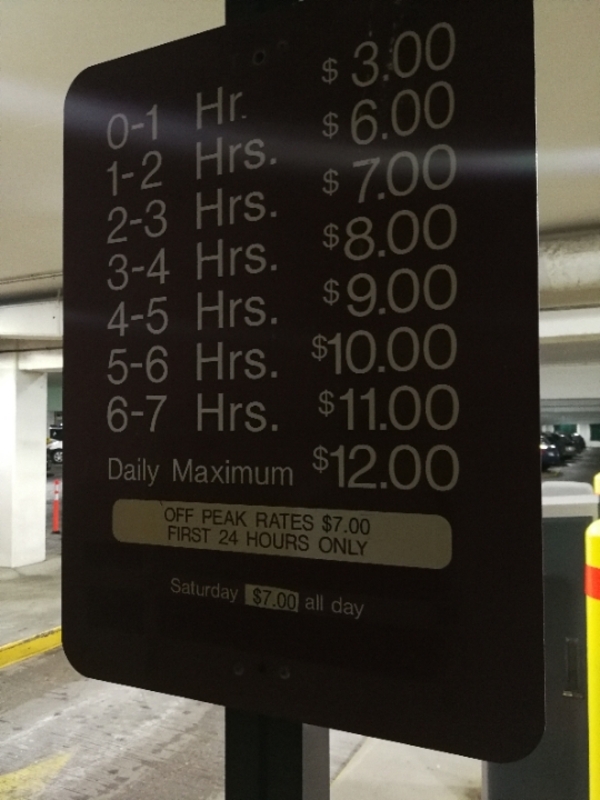 0-1 Hr. $3.00
1-2 Hrs. $6.00
2-3 Hrs. $7.00
3-4 Hrs. $8.00
4-5 Hrs. $9.00
5-6 Hrs. $10.00
6-7 Hrs. $11.00
Daily Maximum $12.00
OFF PEAK RATES $7.00
FIRST 24 HOURS ONLY
Saturday $7.00 all day